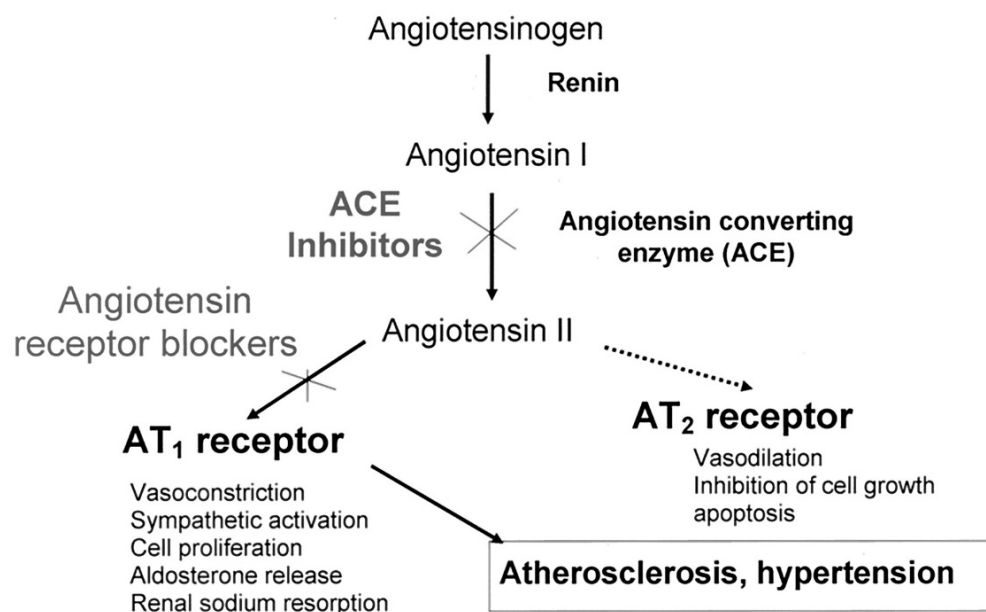 Angiotensinogen
Renin
Angiotensin I
ACE
Inhibitors
Angiotensin converting
enzyme (ACE)
Angiotensin
receptor blockers
Angiotensin II
AT₁ receptor
Vasoconstriction
Sympathetic activation
Cell proliferation
Aldosterone release
Renal sodium resorption
AT₂ receptor
Vasodilation
Inhibition of cell growth
apoptosis
Atherosclerosis, hypertension